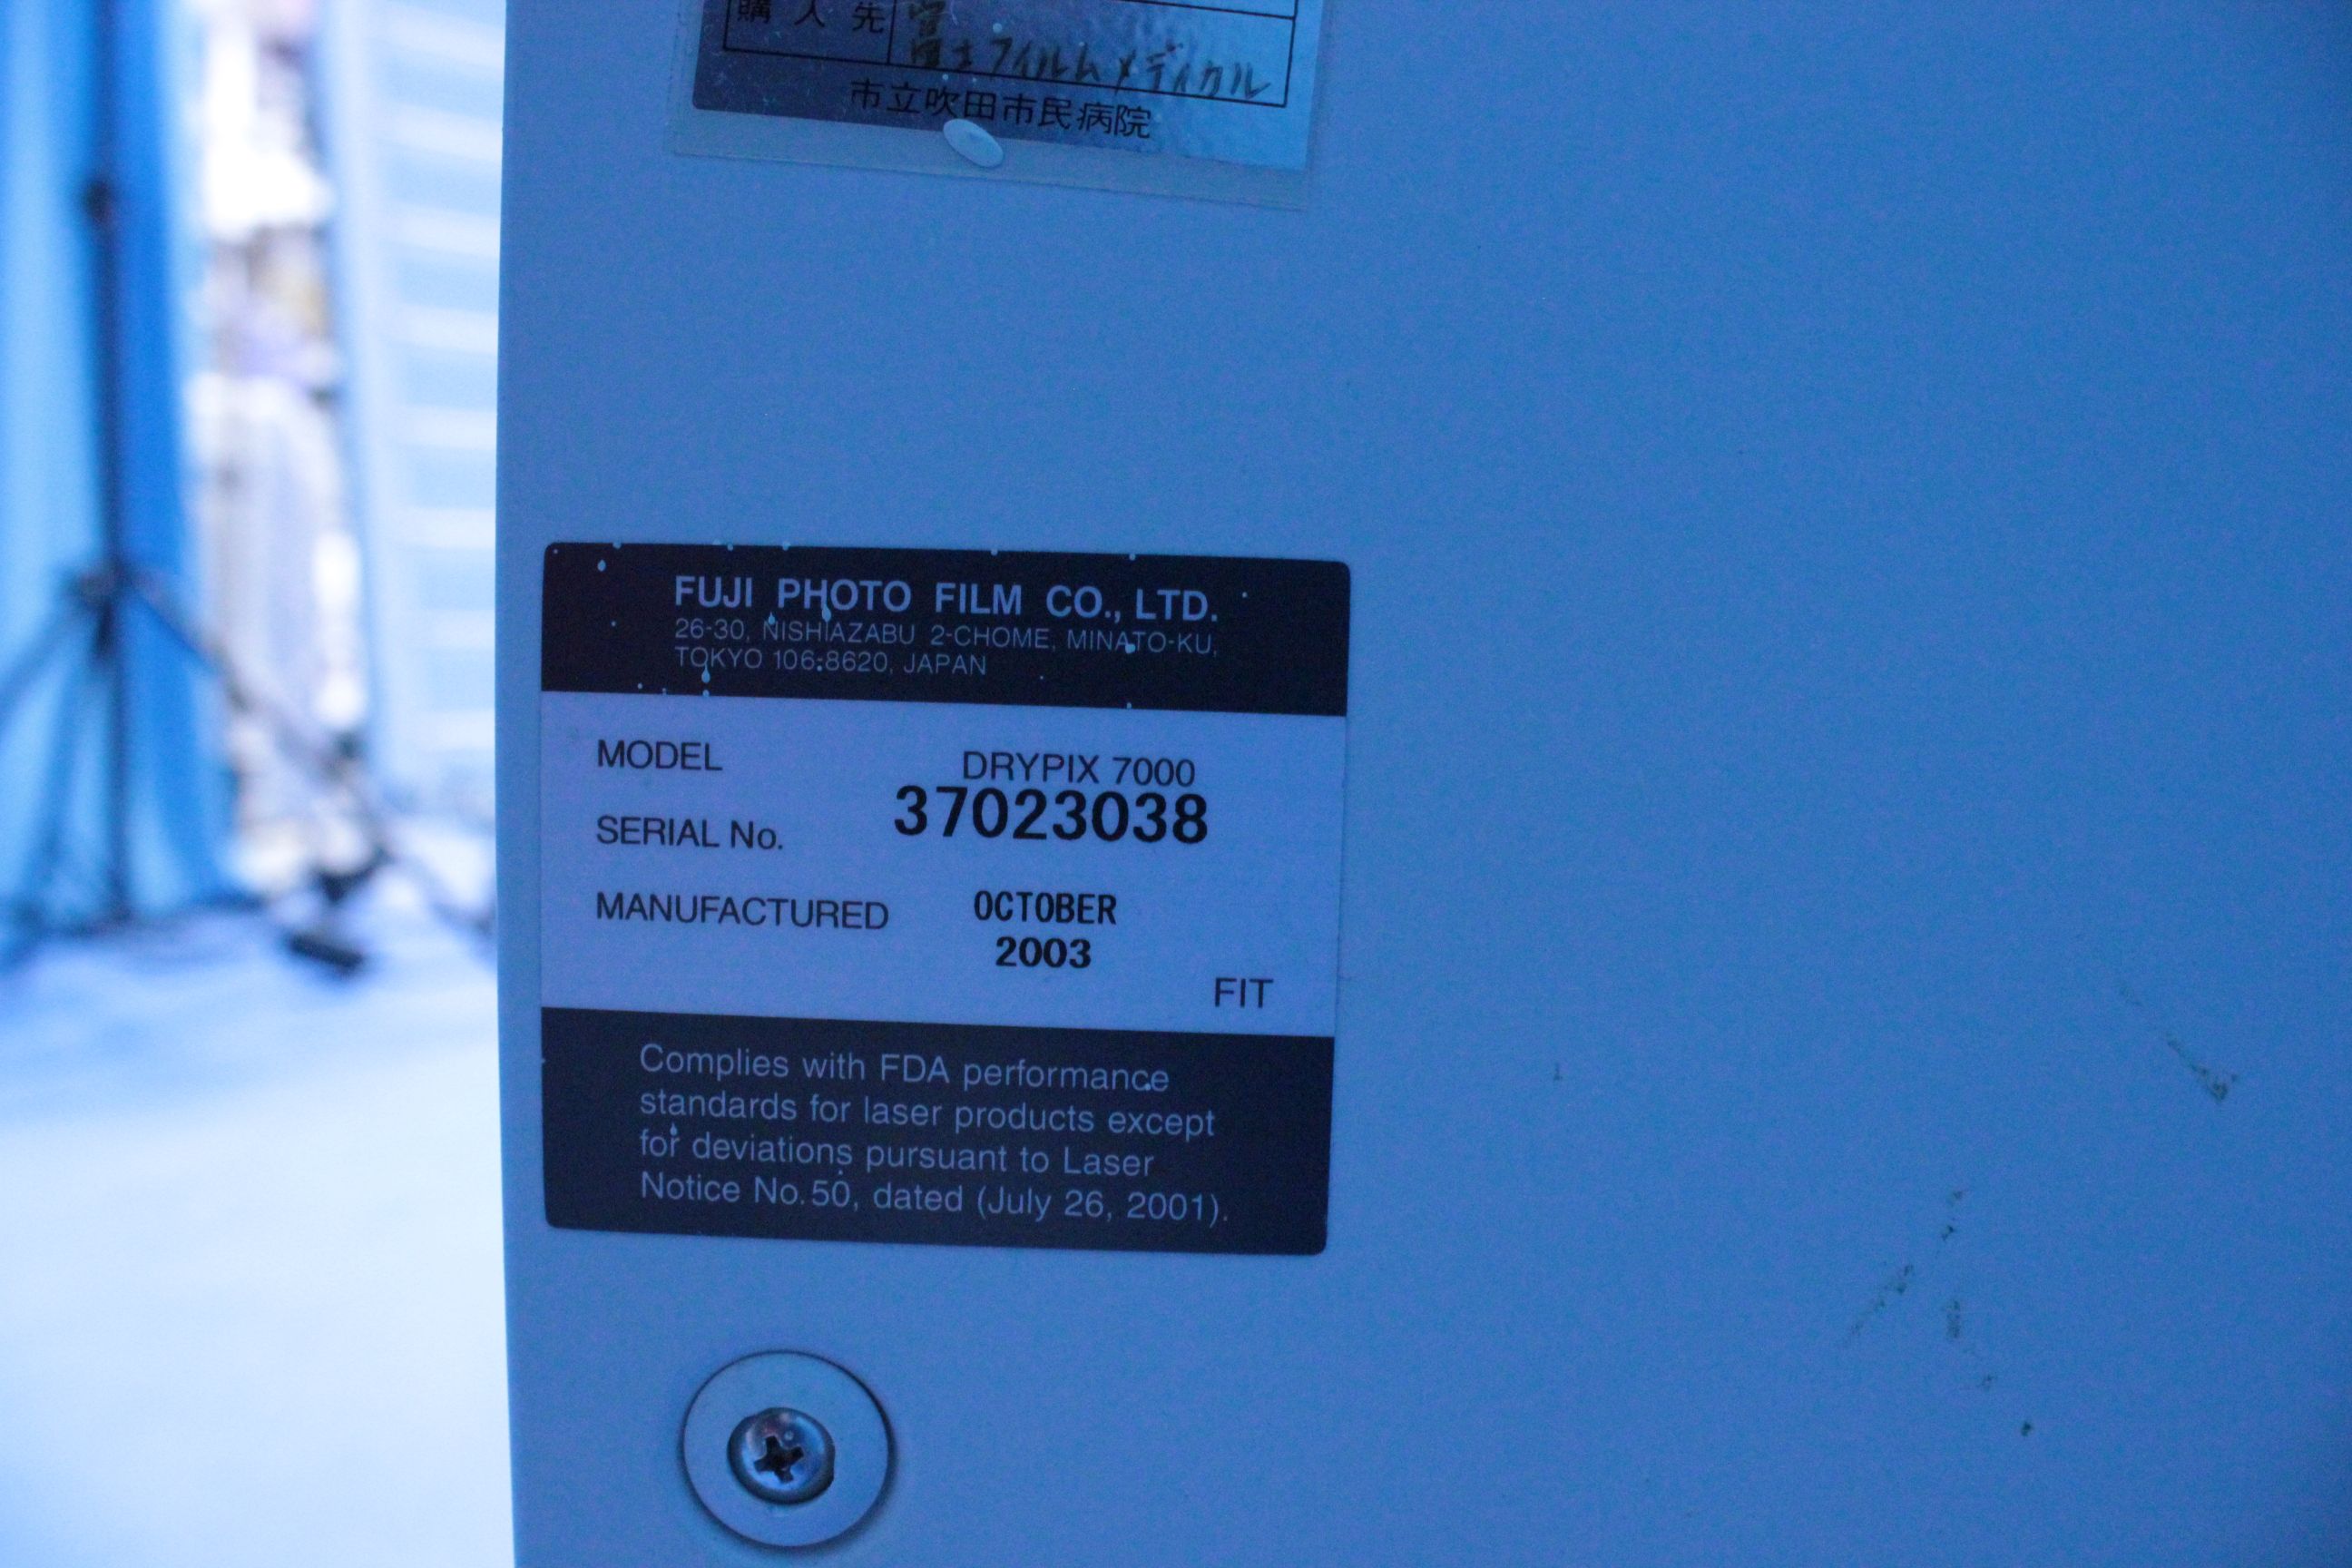 購入先 富士フイルムメディカル
市立吹田市民病院
FUJI PHOTO FILM CO., LTD.
26-30, NISHIAZABU 2-CHOME, MINATO-KU,
TOKYO 106-8620, JAPAN
MODEL DRYPIX 7000
SERIAL No. 37023038
MANUFACTURED OCTOBER
2003
FIT
Complies with FDA performance
standards for laser products except
for deviations pursuant to Laser
Notice No.50, dated (July 26, 2001).